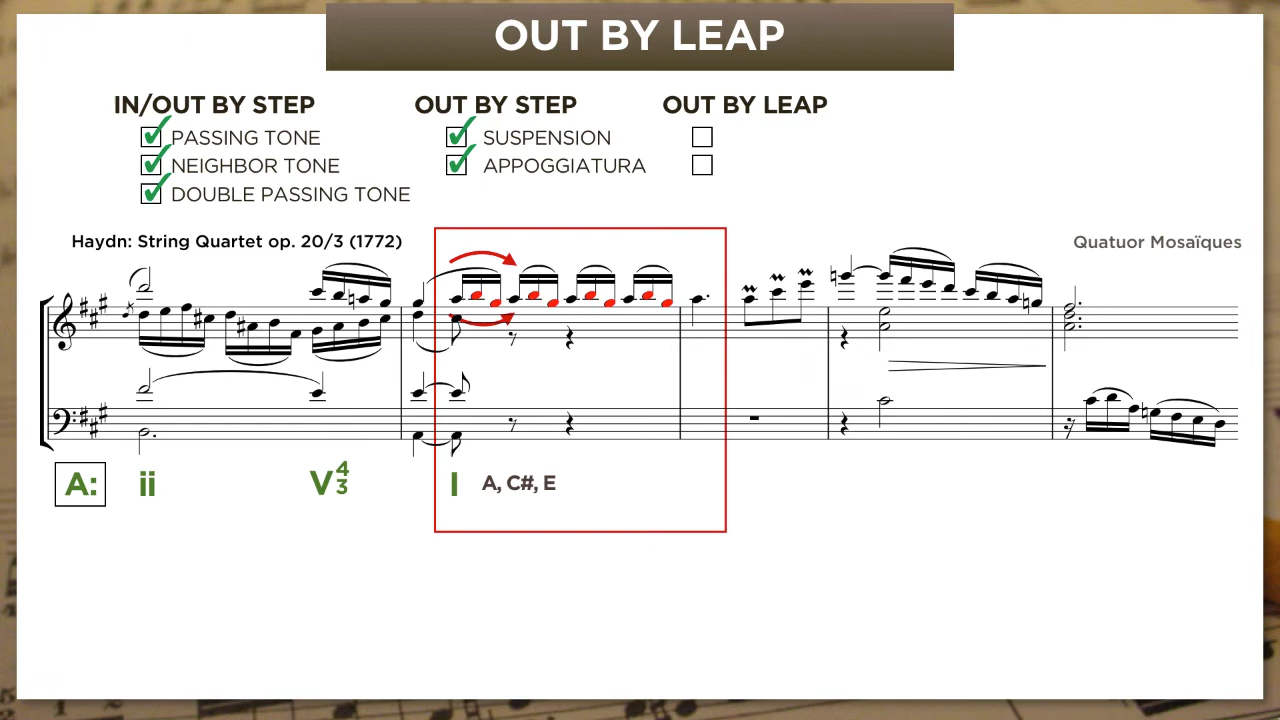 OUT BY LEAP
IN/OUT BY STEP
PASSING TONE
NEIGHBOR TONE
DOUBLE PASSING TONE
OUT BY STEP
SUSPENSION
APPOGGIATURA
OUT BY LEAP
Haydn: String Quartet op. 20/3 (1772)
Quatuor Mosaïques
A: ii V 4 3 I A, C#, E